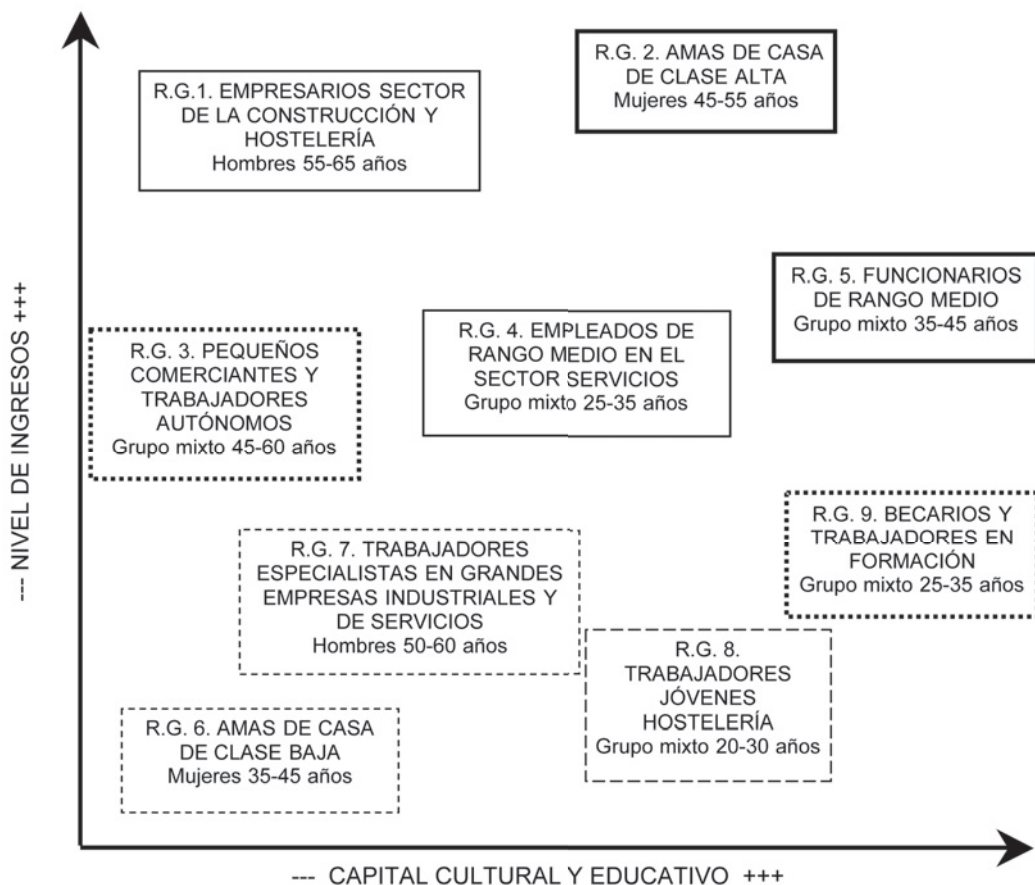 R.G.1. EMPRESARIOS SECTOR
DE LA CONSTRUCCIÓN Y
HOSTELERÍA
Hombres 55-65 años
R.G. 2. AMAS DE CASA
DE CLASE ALTA
Mujeres 45-55 años
R.G. 3. PEQUEÑOS
COMERCIANTES Y
TRABAJADORES
AUTÓNOMOS
Grupo mixto 45-60 años
R.G. 4. EMPLEADOS DE
RANGO MEDIO EN EL
SECTOR SERVICIOS
Grupo mixto 25-35 años
R.G. 5. FUNCIONARIOS
DE RANGO MEDIO
Grupo mixto 35-45 años
R.G. 7. TRABAJADORES
ESPECIALISTAS EN GRANDES
EMPRESAS INDUSTRIALES Y
DE SERVICIOS
Hombres 50-60 años
R.G. 9. BECARIOS Y
TRABAJADORES EN
FORMACIÓN
Grupo mixto 25-35 años
R.G. 6. AMAS DE CASA
DE CLASE BAJA
Mujeres 35-45 años
R.G. 8.
TRABAJADORES
JÓVENES
HOSTELERÍA
Grupo mixto 20-30 años
--- NIVEL DE INGRESOS +++
--- CAPITAL CULTURAL Y EDUCATIVO +++